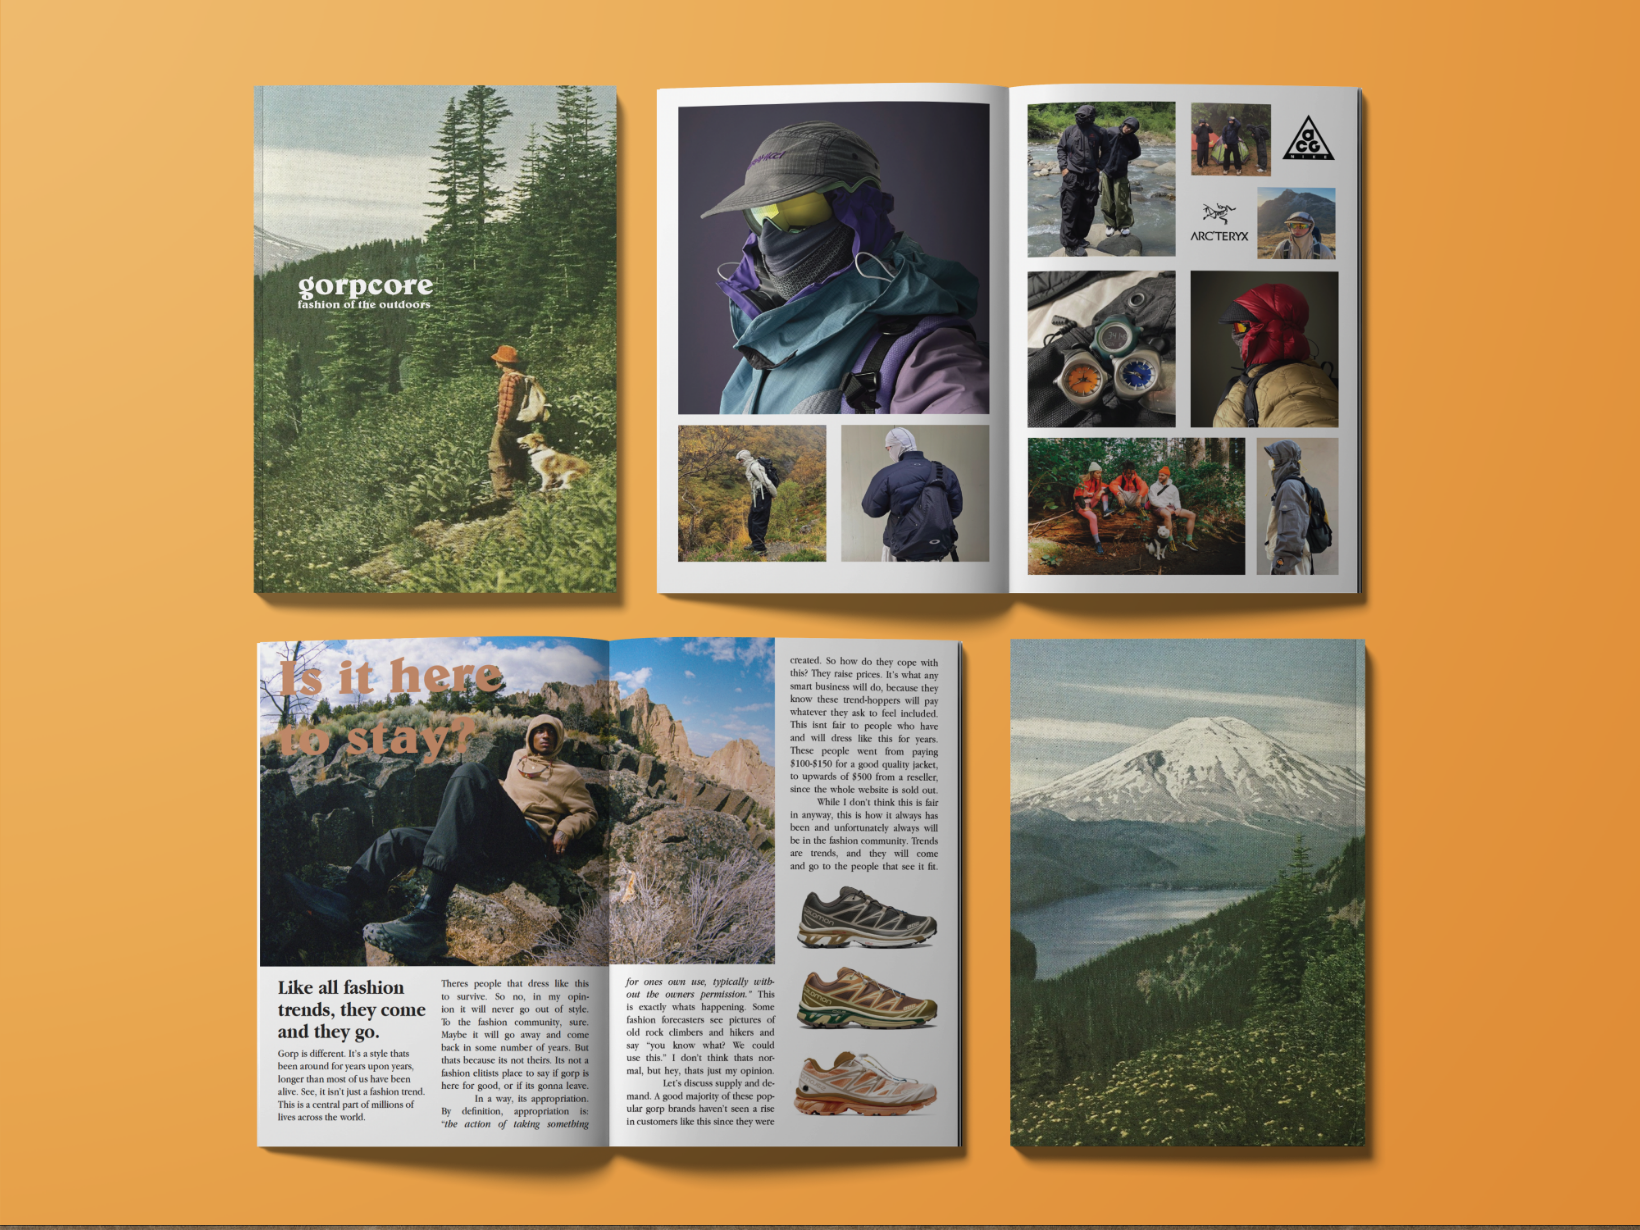 gorpcore
fashion of the outdoors
acG
NIKE
ARC'TERYX
Is it here
to stay?
Like all fashion
trends, they come
and they go.
Gorp is different. It's a style thats
been around for years upon years,
longer than most of us have been
alive. See, it isn't just a fashion trend.
This is a central part of millions of
lives across the world.
Theres people that dress like this
to survive. So no, in my opin-
ion it will never go out of style.
To the fashion community, sure.
Maybe it will go away and come
back in some number of years. But
thats because its not theirs. Its not a
fashion elitists place to say if gorp is
here for good, or if its gonna leave.
In a way, its appropriation.
By definition, appropriation is:
"the action of taking something
for ones own use, typically with-
out the owners permission." This
is exactly whats happening. Some
fashion forecasters see pictures of
old rock climbers and hikers and
say "you know what? We could
use this." I don't think thats nor-
mal, but hey, thats just my opinion.
Let's discuss supply and de-
mand. A good majority of these pop-
ular gorp brands haven't seen a rise
in customers like this since they were
created. So how do they cope with
this? They raise prices. It's what any
smart business will do, because they
know these trend-hoppers will pay
whatever they ask to feel included.
This isnt fair to people who have
and will dress like this for years.
These people went from paying
$100-$150 for a good quality jacket,
to upwards of $500 from a reseller,
since the whole website is sold out.
While I don't think this is fair
in anyway, this is how it always has
been and unfortunately always will
be in the fashion community. Trends
are trends, and they will come
and go to the people that see it fit.
SALOMON
SALOMON